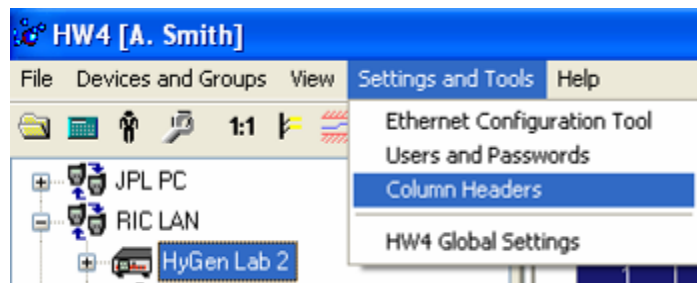 HW4 [A. Smith]
File Devices and Groups View Settings and Tools Help
1:1
Ethernet Configuration Tool
Users and Passwords
Column Headers
HW4 Global Settings
JPL PC
RIC LAN
HyGen Lab 2
1